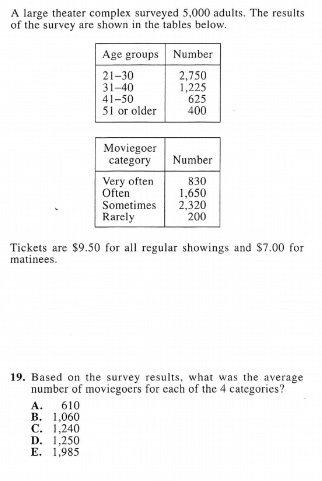 A large theater complex surveyed 5,000 adults. The results
of the survey are shown in the tables below.
Age groups Number
21–30 2,750
31–40 1,225
41–50 625
51 or older 400
Moviegoer
category Number
Very often 830
Often 1,650
Sometimes 2,320
Rarely 200
Tickets are $9.50 for all regular showings and $7.00 for
matinees.
19. Based on the survey results, what was the average
number of moviegoers for each of the 4 categories?
A. 610
B. 1,060
C. 1,240
D. 1,250
E. 1,985